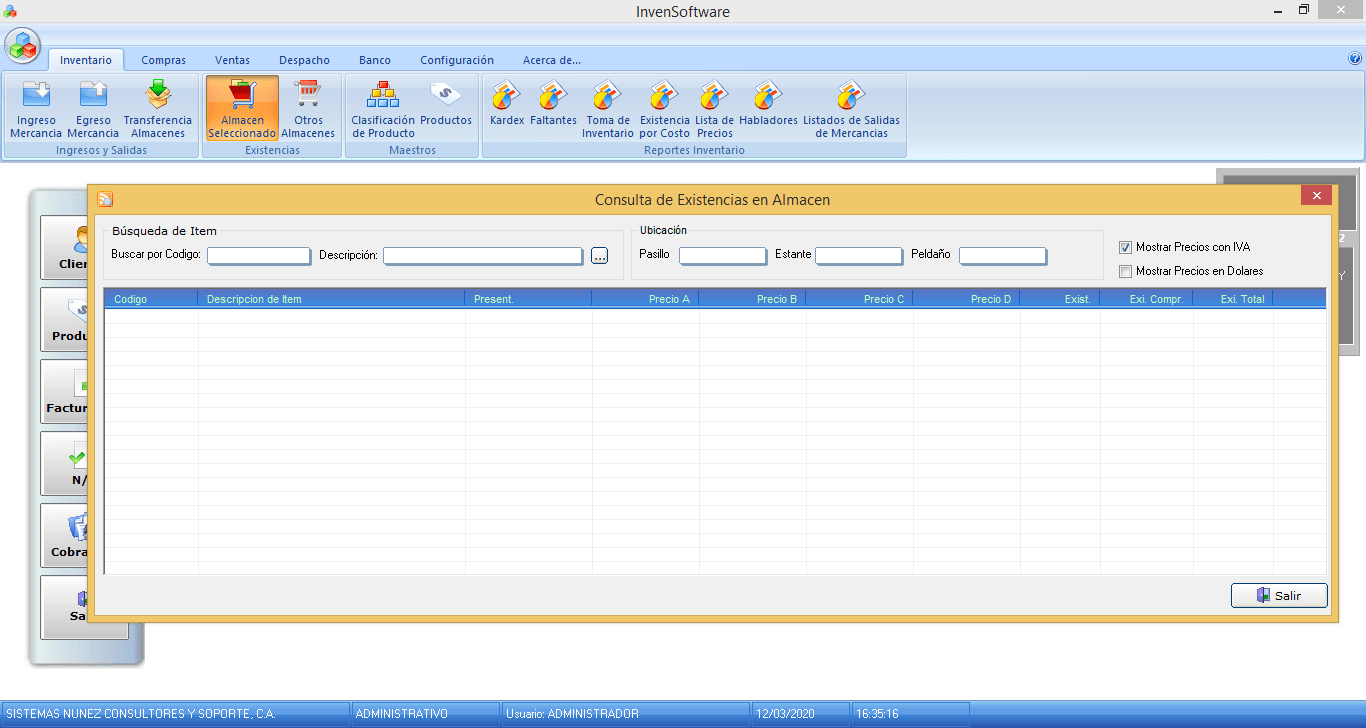 InvenSoftware
Inventario Compras Ventas Despacho Banco Configuración Acerca de...
Ingreso Mercancia
Egreso Mercancia
Transferencia Almacenes
Ingresos y Salidas
Almacen Seleccionado
Otros Almacenes
Existencias
Clasificación de Producto
Productos
Maestros
Kardex
Faltantes
Toma de Inventario
Existencia por Costo
Lista de Precios
Habladores
Listados de Salidas de Mercancias
Reportes Inventario
Consulta de Existencias en Almacen
Búsqueda de Item
Buscar por Codigo: Descripción: ...
Ubicación
Pasillo Estante Peldaño
Mostrar Precios con IVA
Mostrar Precios en Dolares
Codigo Descripcion de Item Present. Precio A Precio B Precio C Precio D Exist. Exi. Compr. Exi. Total
Salir
Clien
Produ
Factur
N/
Cobra
Sa
SISTEMAS NUNEZ CONSULTORES Y SOPORTE, C.A. ADMINISTRATIVO Usuario: ADMINISTRADOR 12/03/2020 16:35:16